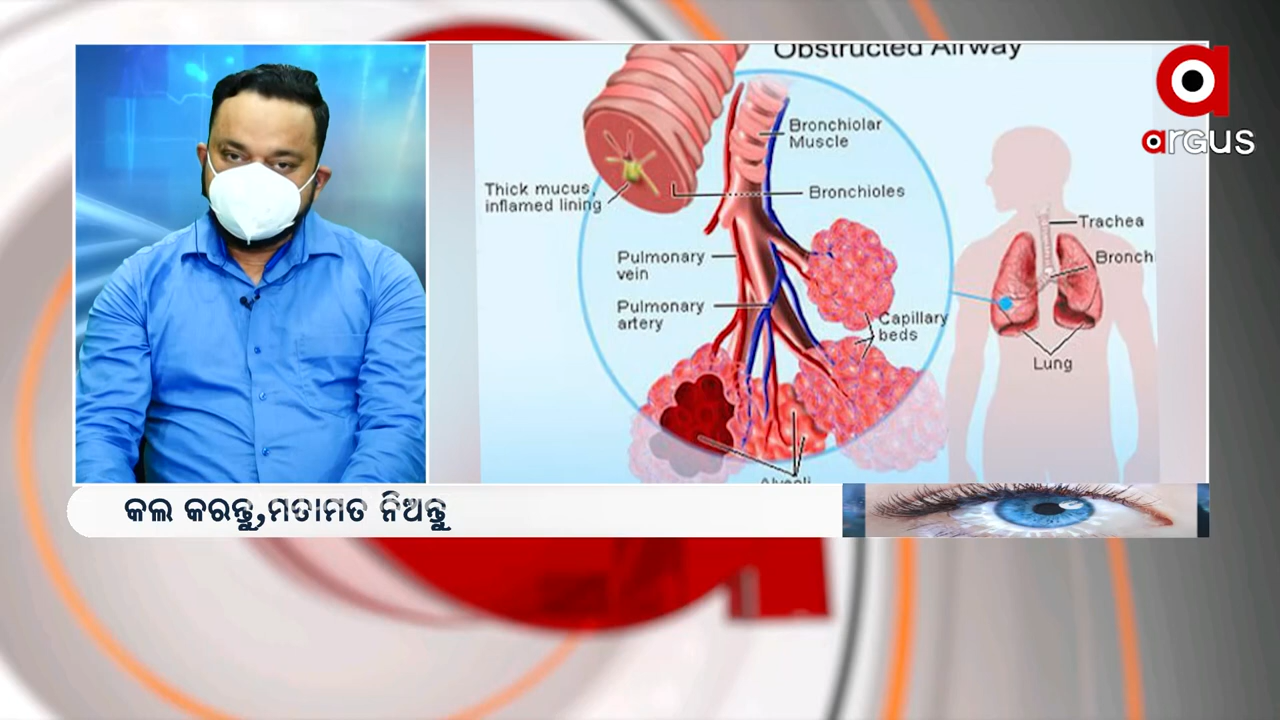 Obstructed Airway
argus
Bronchiolar
Muscle
Thick mucus,
inflamed lining
Bronchioles
Trachea
Pulmonary
vein
Bronch
Pulmonary
artery
Capillary
beds
Lung
Alveoli
କଲ କରନ୍ତୁ,ମତାମତ ନିଅନ୍ତୁ